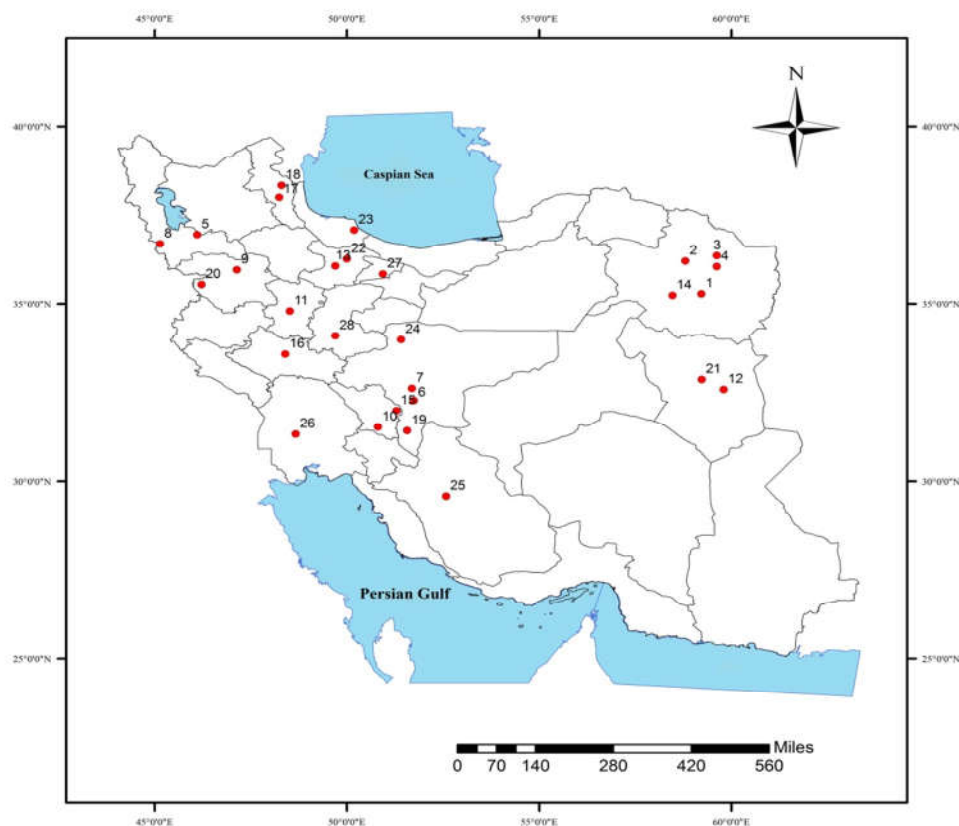 45°0'0"E 50°0'0"E 55°0'0"E 60°0'0"E
N
40°0'0"N 40°0'0"N
Caspian Sea
18
17
23
5
8
22
13
27
9
20
2
3
4
1
14
35°0'0"N 35°0'0"N
11
28
24
16
7
6
15
10
19
21
12
26
25
30°0'0"N 30°0'0"N
Persian Gulf
25°0'0"N 25°0'0"N
Miles
0 70 140 280 420 560
45°0'0"E 50°0'0"E 55°0'0"E 60°0'0"E